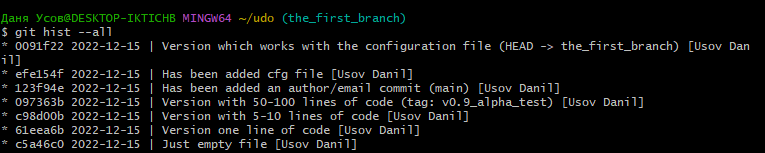 Даня Усов@DESKTOP-IKTICHB MINGW64 ~/udo (the_first_branch)
$ git hist --all
* 0091f22 2022-12-15 | Version which works with the configuration file (HEAD -> the_first_branch) [Usov Dan
il]
* efe154f 2022-12-15 | Has been added cfg file [Usov Danil]
* 123f94e 2022-12-15 | Has been added an author/email commit (main) [Usov Danil]
* 097363b 2022-12-15 | Version with 50-100 lines of code (tag: v0.9_alpha_test) [Usov Danil]
* c98d00b 2022-12-15 | Version with 5-10 lines of code [Usov Danil]
* 61eea6b 2022-12-15 | Version one line of code [Usov Danil]
* c5a46c0 2022-12-15 | Just empty file [Usov Danil]